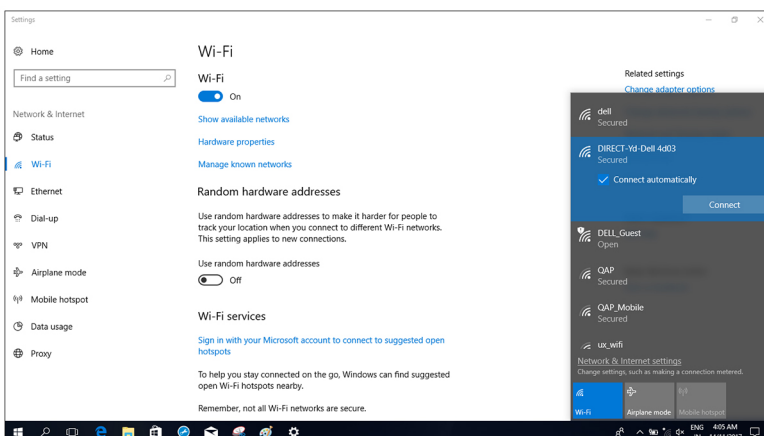 Settings
Home
Find a setting
Network & Internet
Status
Wi-Fi
Ethernet
Dial-up
VPN
Airplane mode
Mobile hotspot
Data usage
Proxy
Wi-Fi
Wi-Fi
On
Show available networks
Hardware properties
Manage known networks
Random hardware addresses
Use random hardware addresses to make it harder for people to
track your location when you connect to different Wi-Fi networks.
This setting applies to new connections.
Use random hardware addresses
Off
Wi-Fi services
Sign in with your Microsoft account to connect to suggested open
hotspots
To help you stay connected on the go, Windows can find suggested
open Wi-Fi hotspots nearby.
Remember, not all Wi-Fi networks are secure.
Related settings
Change adapter options
dell
Secured
DIRECT-Yd-Dell 4d03
Secured
Connect automatically
Connect
DELL_Guest
Open
QAP
Secured
QAP_Mobile
Secured
ux_wifi
Network & Internet settings
Change settings, such as making a connection metered.
Wi-Fi
Airplane mode
Mobile hotspot
ENG
4:05 AM